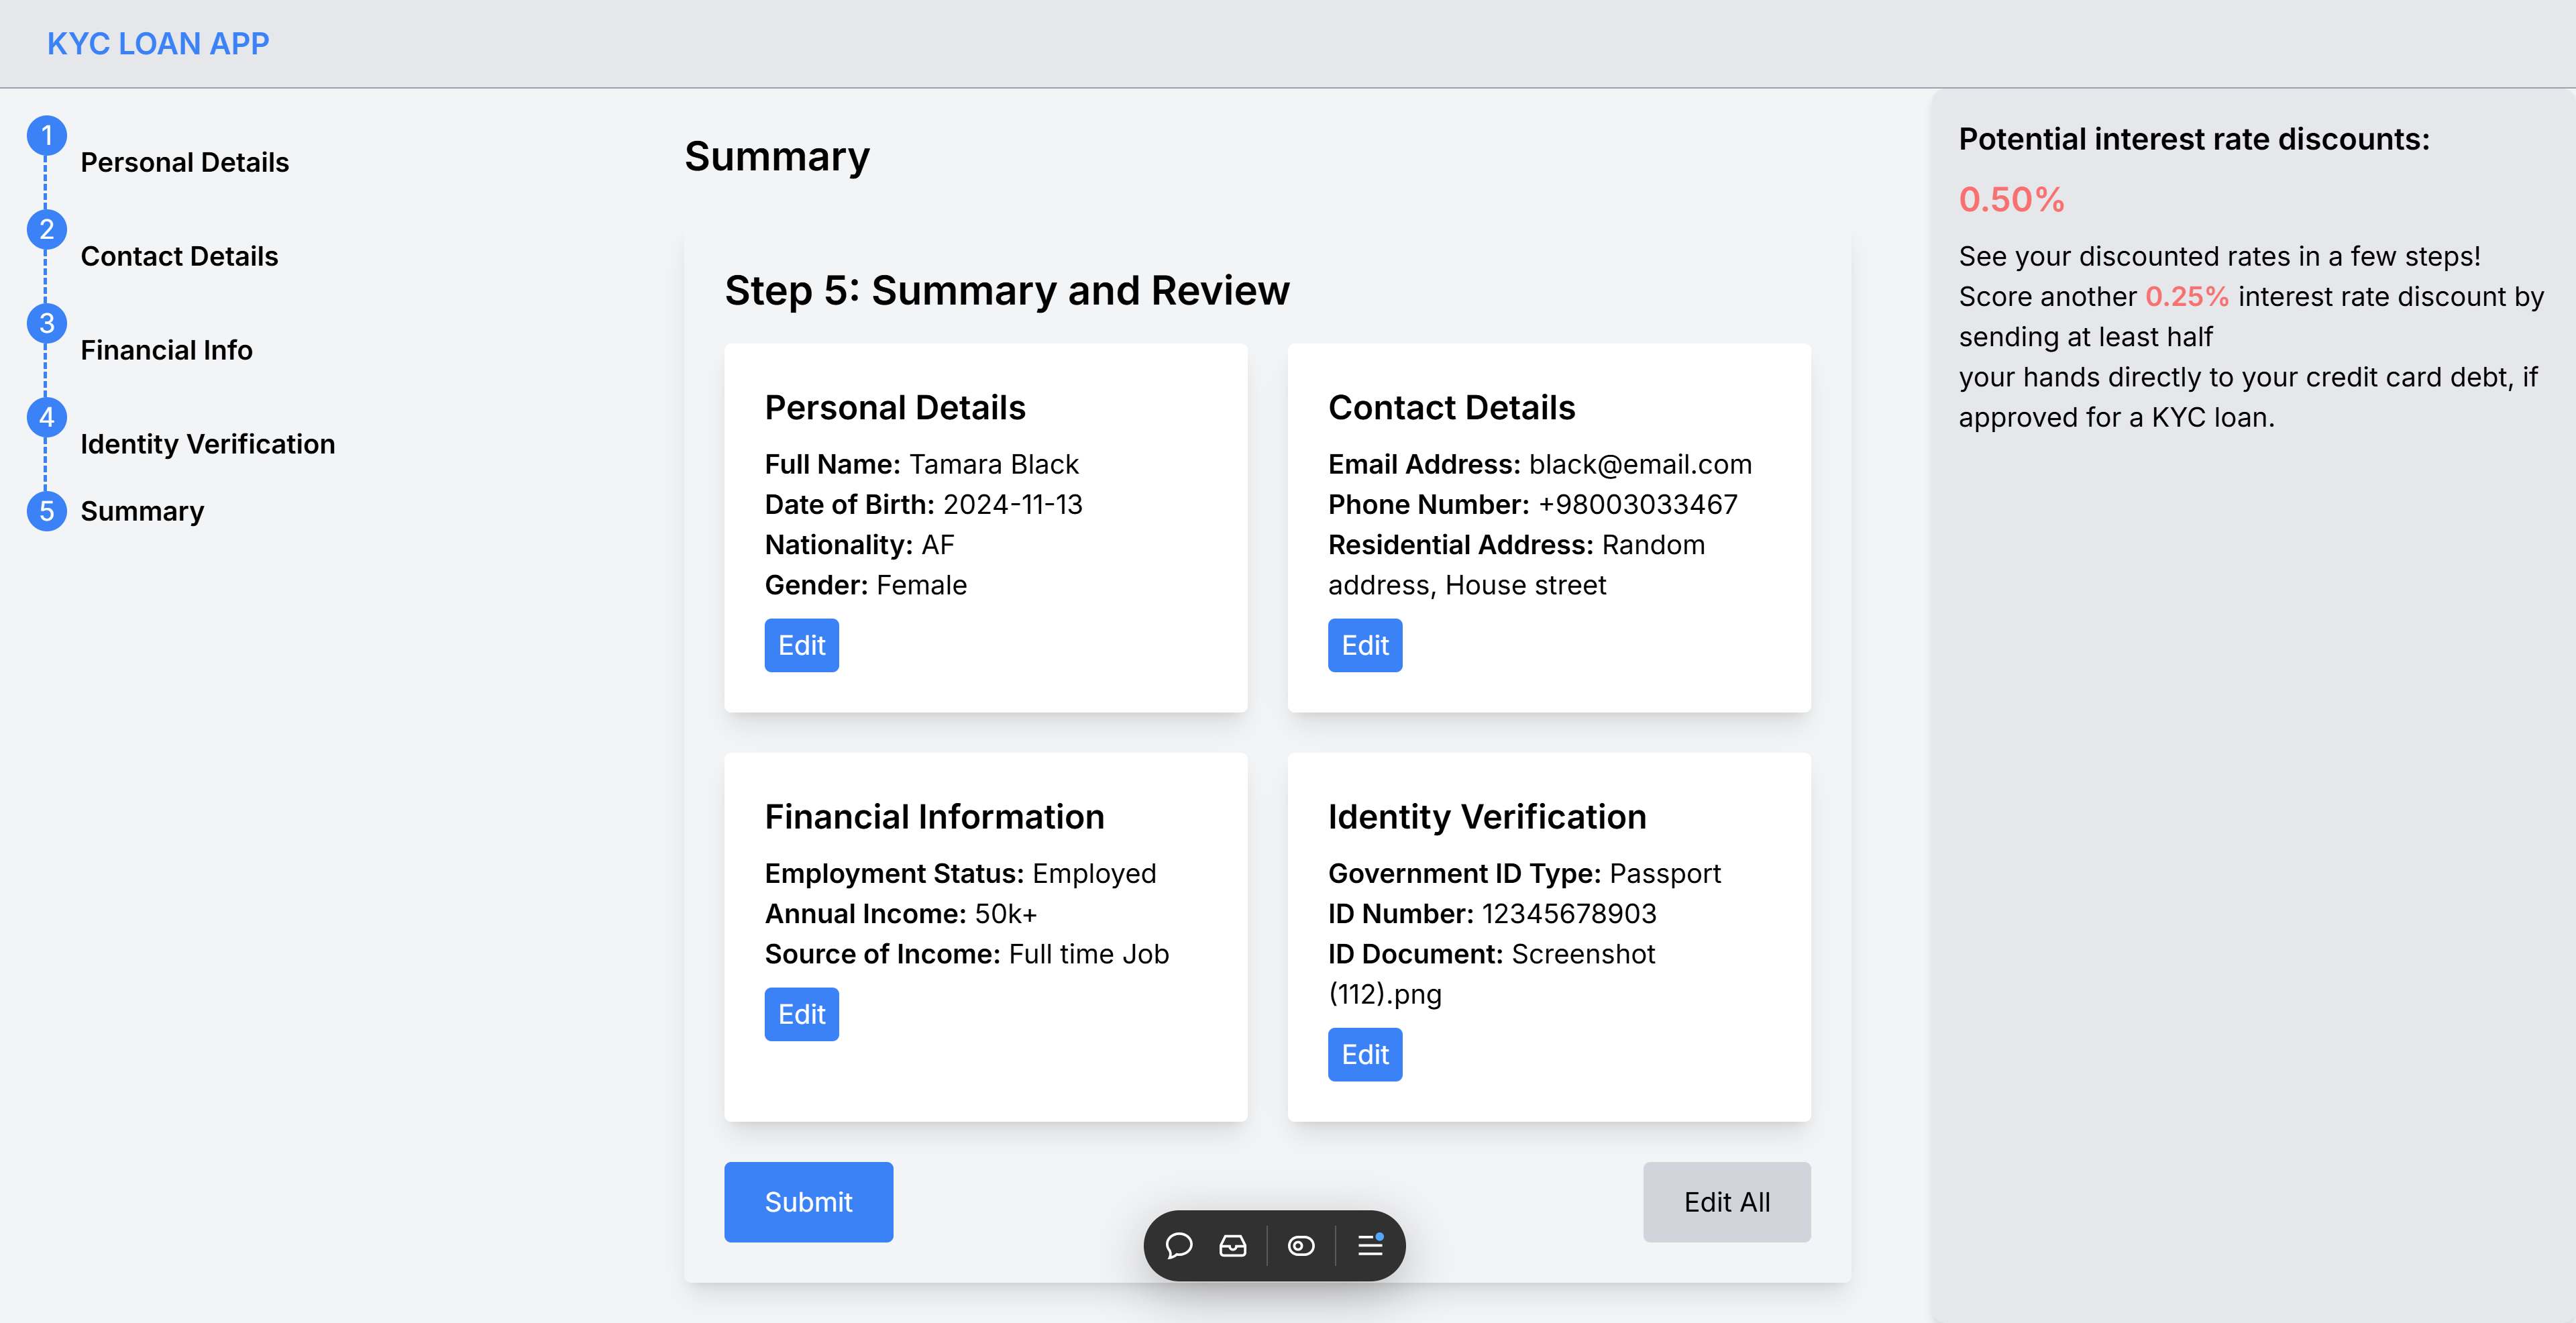 KYC LOAN APP
1
Personal Details
2
Contact Details
3
Financial Info
4
Identity Verification
5
Summary
Summary
Step 5: Summary and Review
Personal Details
Full Name: Tamara Black
Date of Birth: 2024-11-13
Nationality: AF
Gender: Female
Edit
Contact Details
Email Address: black@email.com
Phone Number: +98003033467
Residential Address: Random
address, House street
Edit
Financial Information
Employment Status: Employed
Annual Income: 50k+
Source of Income: Full time Job
Edit
Identity Verification
Government ID Type: Passport
ID Number: 12345678903
ID Document: Screenshot
(112).png
Edit
Submit
Edit All
Potential interest rate discounts:
0.50%
See your discounted rates in a few steps!
Score another 0.25% interest rate discount by
sending at least half
your hands directly to your credit card debt, if
approved for a KYC loan.